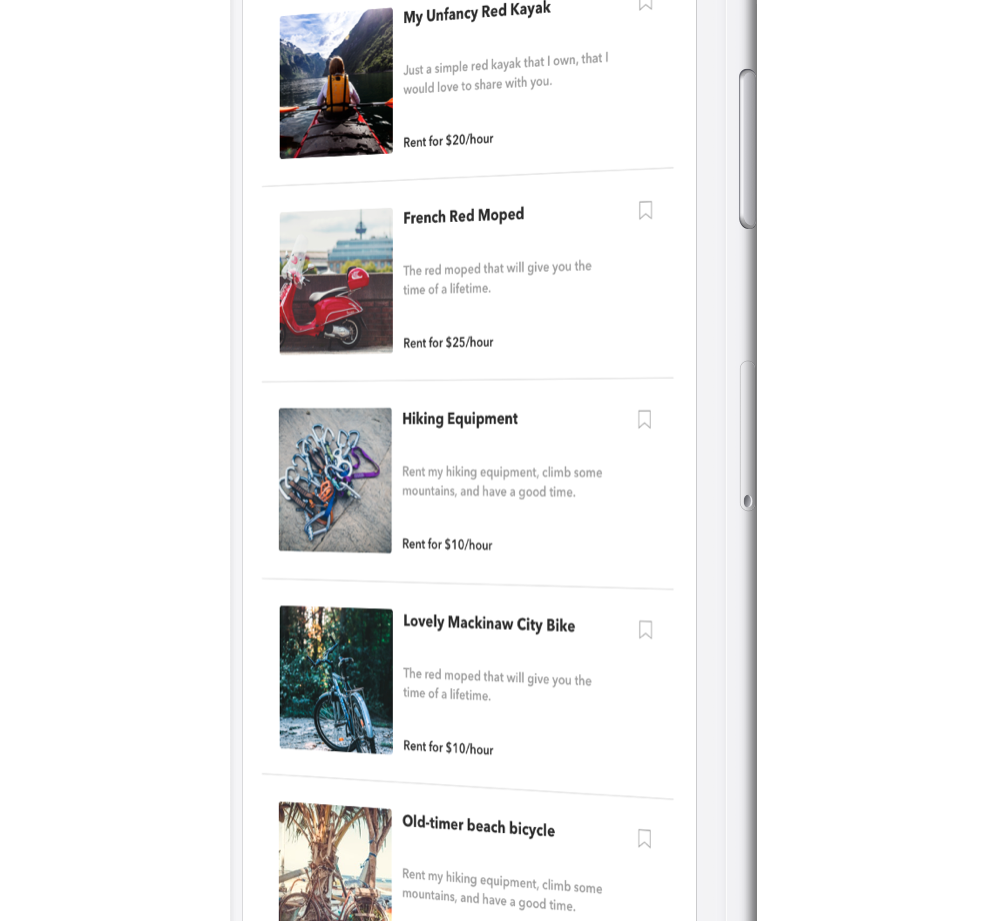 My Unfancy Red Kayak
Just a simple red kayak that I own, that I
would love to share with you.
Rent for $20/hour
French Red Moped
The red moped that will give you the
time of a lifetime.
Rent for $25/hour
Hiking Equipment
Rent my hiking equipment, climb some
mountains, and have a good time.
Rent for $10/hour
Lovely Mackinaw City Bike
The red moped that will give you the
time of a lifetime.
Rent for $10/hour
Old-timer beach bicycle
Rent my hiking equipment, climb some
mountains, and have a good time.